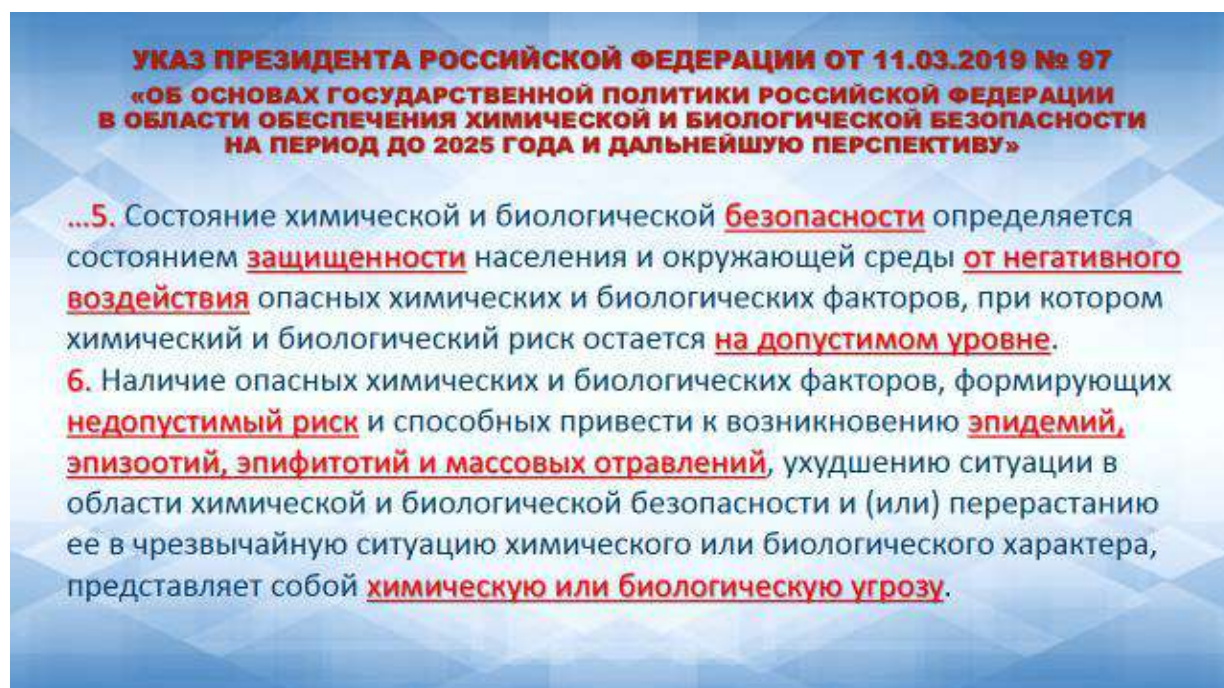 УКАЗ ПРЕЗИДЕНТА РОССИЙСКОЙ ФЕДЕРАЦИИ ОТ 11.03.2019 № 97
«ОБ ОСНОВАХ ГОСУДАРСТВЕННОЙ ПОЛИТИКИ РОССИЙСКОЙ ФЕДЕРАЦИИ
В ОБЛАСТИ ОБЕСПЕЧЕНИЯ ХИМИЧЕСКОЙ И БИОЛОГИЧЕСКОЙ БЕЗОПАСНОСТИ
НА ПЕРИОД ДО 2025 ГОДА И ДАЛЬНЕЙШУЮ ПЕРСПЕКТИВУ»
...5. Состояние химической и биологической безопасности определяется
состоянием защищенности населения и окружающей среды от негативного
воздействия опасных химических и биологических факторов, при котором
химический и биологический риск остается на допустимом уровне.
6. Наличие опасных химических и биологических факторов, формирующих
недопустимый риск и способных привести к возникновению эпидемий,
эпизоотий, эпифитотий и массовых отравлений, ухудшению ситуации в
области химической и биологической безопасности и (или) перерастанию
ее в чрезвычайную ситуацию химического или биологического характера,
представляет собой химическую или биологическую угрозу.